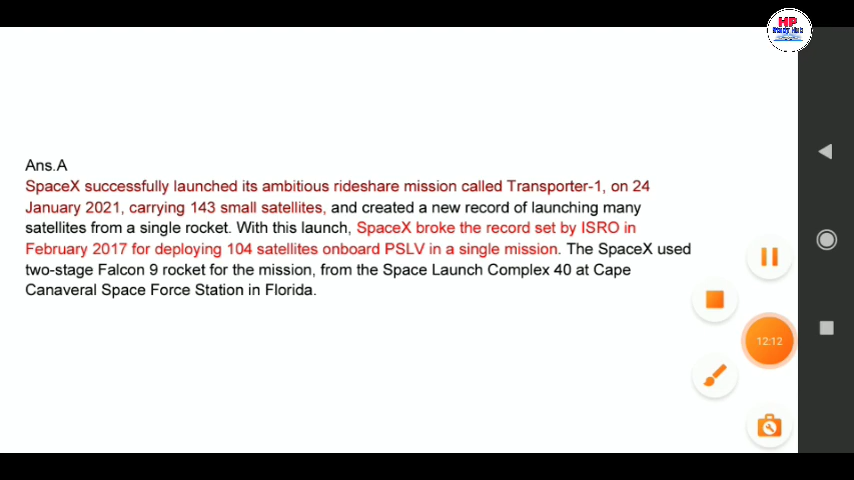 HP
Study Hub
Ans.A
SpaceX successfully launched its ambitious rideshare mission called Transporter-1, on 24
January 2021, carrying 143 small satellites, and created a new record of launching many
satellites from a single rocket. With this launch, SpaceX broke the record set by ISRO in
February 2017 for deploying 104 satellites onboard PSLV in a single mission. The SpaceX used
two-stage Falcon 9 rocket for the mission, from the Space Launch Complex 40 at Cape
Canaveral Space Force Station in Florida.
12:12